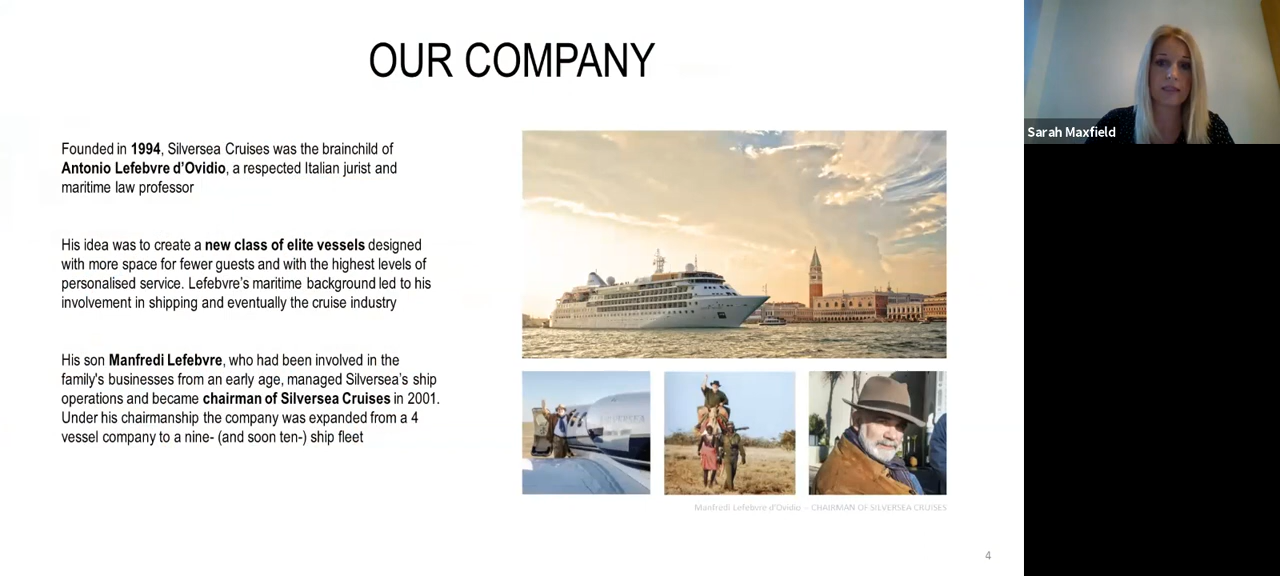 OUR COMPANY
Founded in 1994, Silversea Cruises was the brainchild of
Antonio Lefebvre d'Ovidio, a respected Italian jurist and
maritime law professor
His idea was to create a new class of elite vessels designed
with more space for fewer guests and with the highest levels of
personalised service. Lefebvre's maritime background led to his
involvement in shipping and eventually the cruise industry
His son Manfredi Lefebvre, who had been involved in the
family's businesses from an early age, managed Silversea's ship
operations and became chairman of Silversea Cruises in 2001.
Under his chairmanship the company was expanded from a 4
vessel company to a nine- (and soon ten-) ship fleet
SILVERSEA
Manfredi Lefebvre d'Ovidio – CHAIRMAN OF SILVERSEA CRUISES
4
Sarah Maxfield